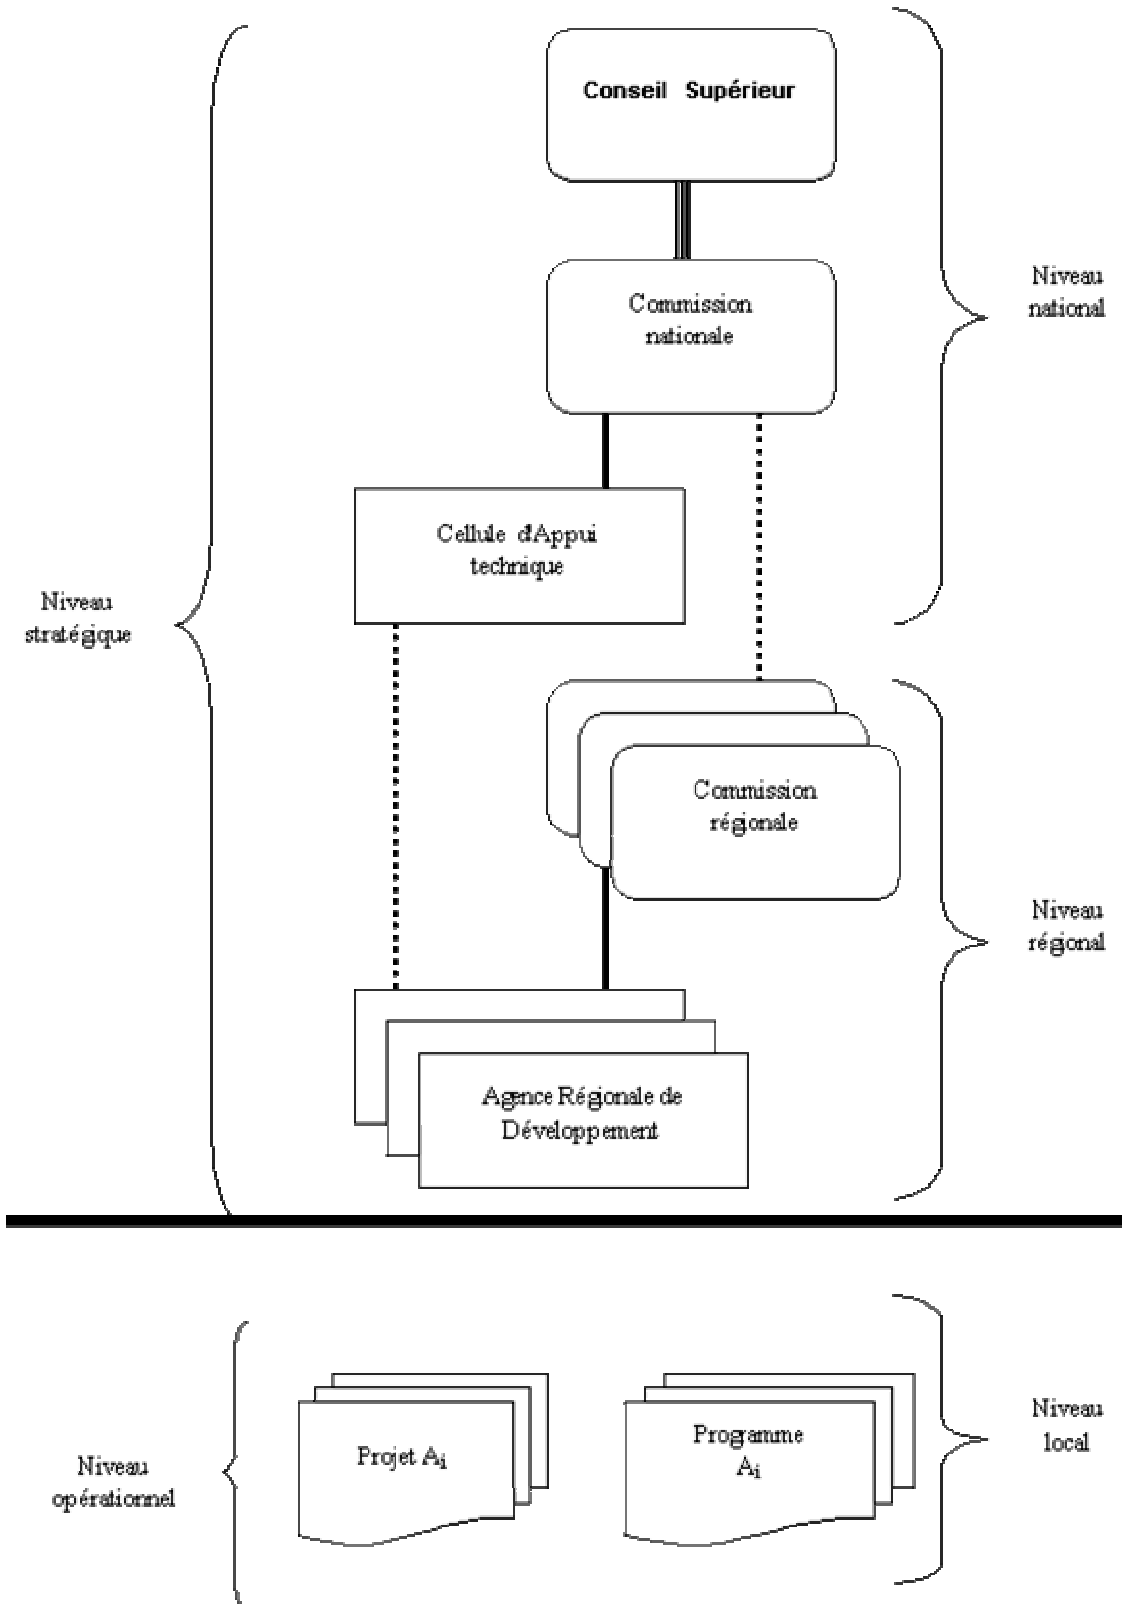 Conseil Supérieur
Niveau
national
Commission
nationale
Cellule d'Appui
technique
Niveau
stratégique
Commission
régionale
Niveau
régional
Agence Régionale de
Développement
Niveau
local
Projet Ai
Programme
Ai
Niveau
opérationnel